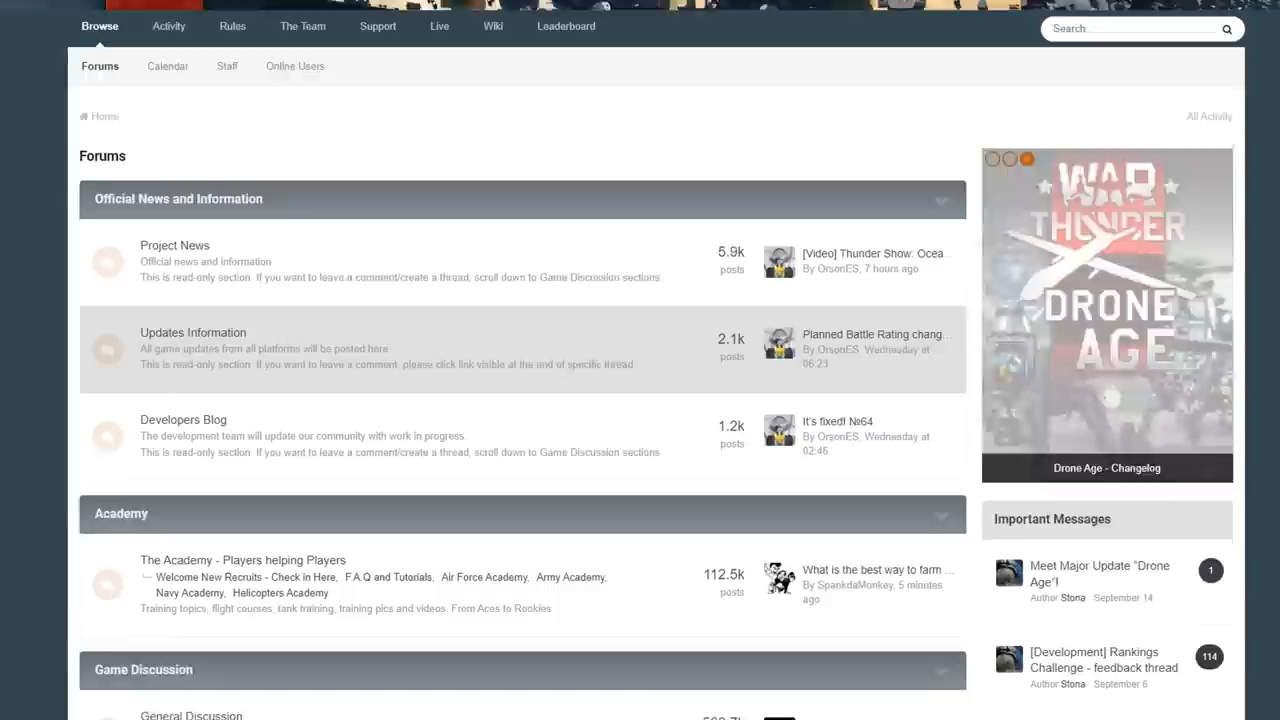 Browse Activity Rules The Team Support Live Wiki Leaderboard Search...
Forums Calendar Staff Online Users
Home All Activity
Forums
Official News and Information
Project News
Official news and information
This is read-only section. If you want to leave a comment/create a thread, scroll down to Game Discussion sections.
5.9k
posts
[Video] Thunder Show: Ocea...
By OrsonES, 7 hours ago
Updates Information
All game updates from all platforms will be posted here
This is read-only section. If you want to leave a comment, please click link visible at the end of specific thread
2.1k
posts
Planned Battle Rating chang...
By OrsonES, Wednesday at
06:23
Developers Blog
The development team will update our community with work in progress.
This is read-only section. If you want to leave a comment/create a thread, scroll down to Game Discussion sections
1.2k
posts
It's fixed! №64
By OrsonES, Wednesday at
02:46
Academy
The Academy - Players helping Players
Welcome New Recruits - Check in Here, F.A.Q and Tutorials, Air Force Academy, Army Academy,
Navy Academy, Helicopters Academy
Training topics, flight courses, tank training, training pics and videos. From Aces to Rookies
112.5k
posts
What is the best way to farm ...
By SpankdaMonkey, 5 minutes
ago
Game Discussion
General Discussion
WAR
THUNDER
DRONE
AGE
Drone Age - Changelog
Important Messages
Meet Major Update "Drone
Age"!
Author Stona September 14
1
[Development] Rankings
Challenge - feedback thread
Author Stona September 6
114